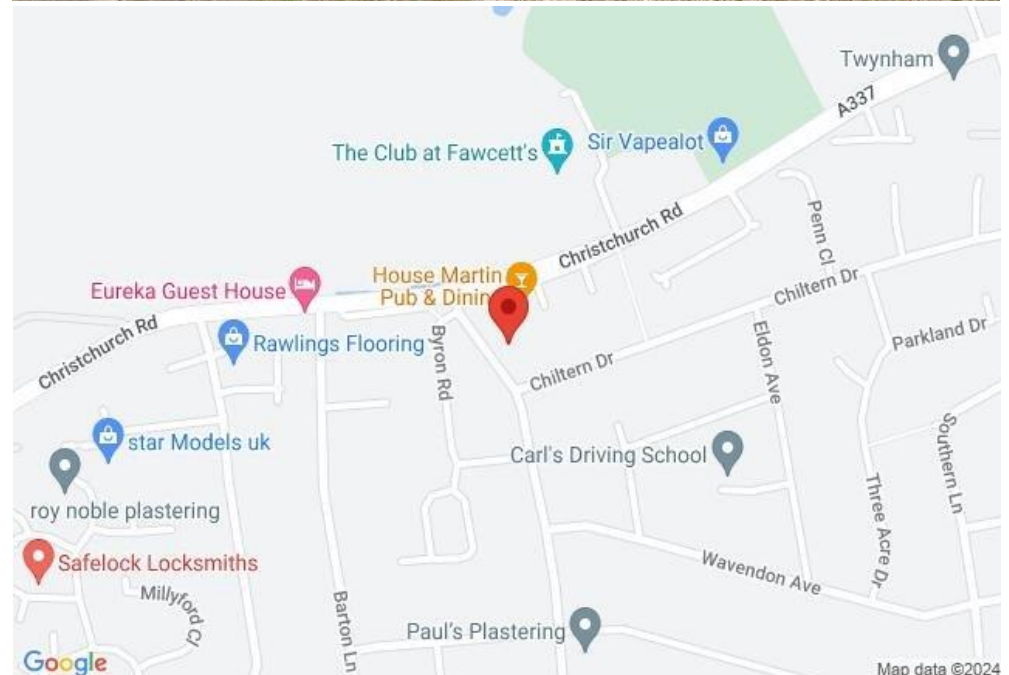 Twynham
A337
The Club at Fawcett's
Sir Vapealot
Christchurch Rd
Penn Cl
House Martin
Pub & Dining
Eureka Guest House
Chiltern Dr
Christchurch Rd
Rawlings Flooring
Byron Rd
Chiltern Dr
Eldon Ave
Parkland Dr
star Models uk
Carl's Driving School
Southern Ln
roy noble plastering
Three Acre Dr
Safelock Locksmiths
Wavendon Ave
Millyford Cl
Barton Ln
Paul's Plastering
Google
Map data ©2024